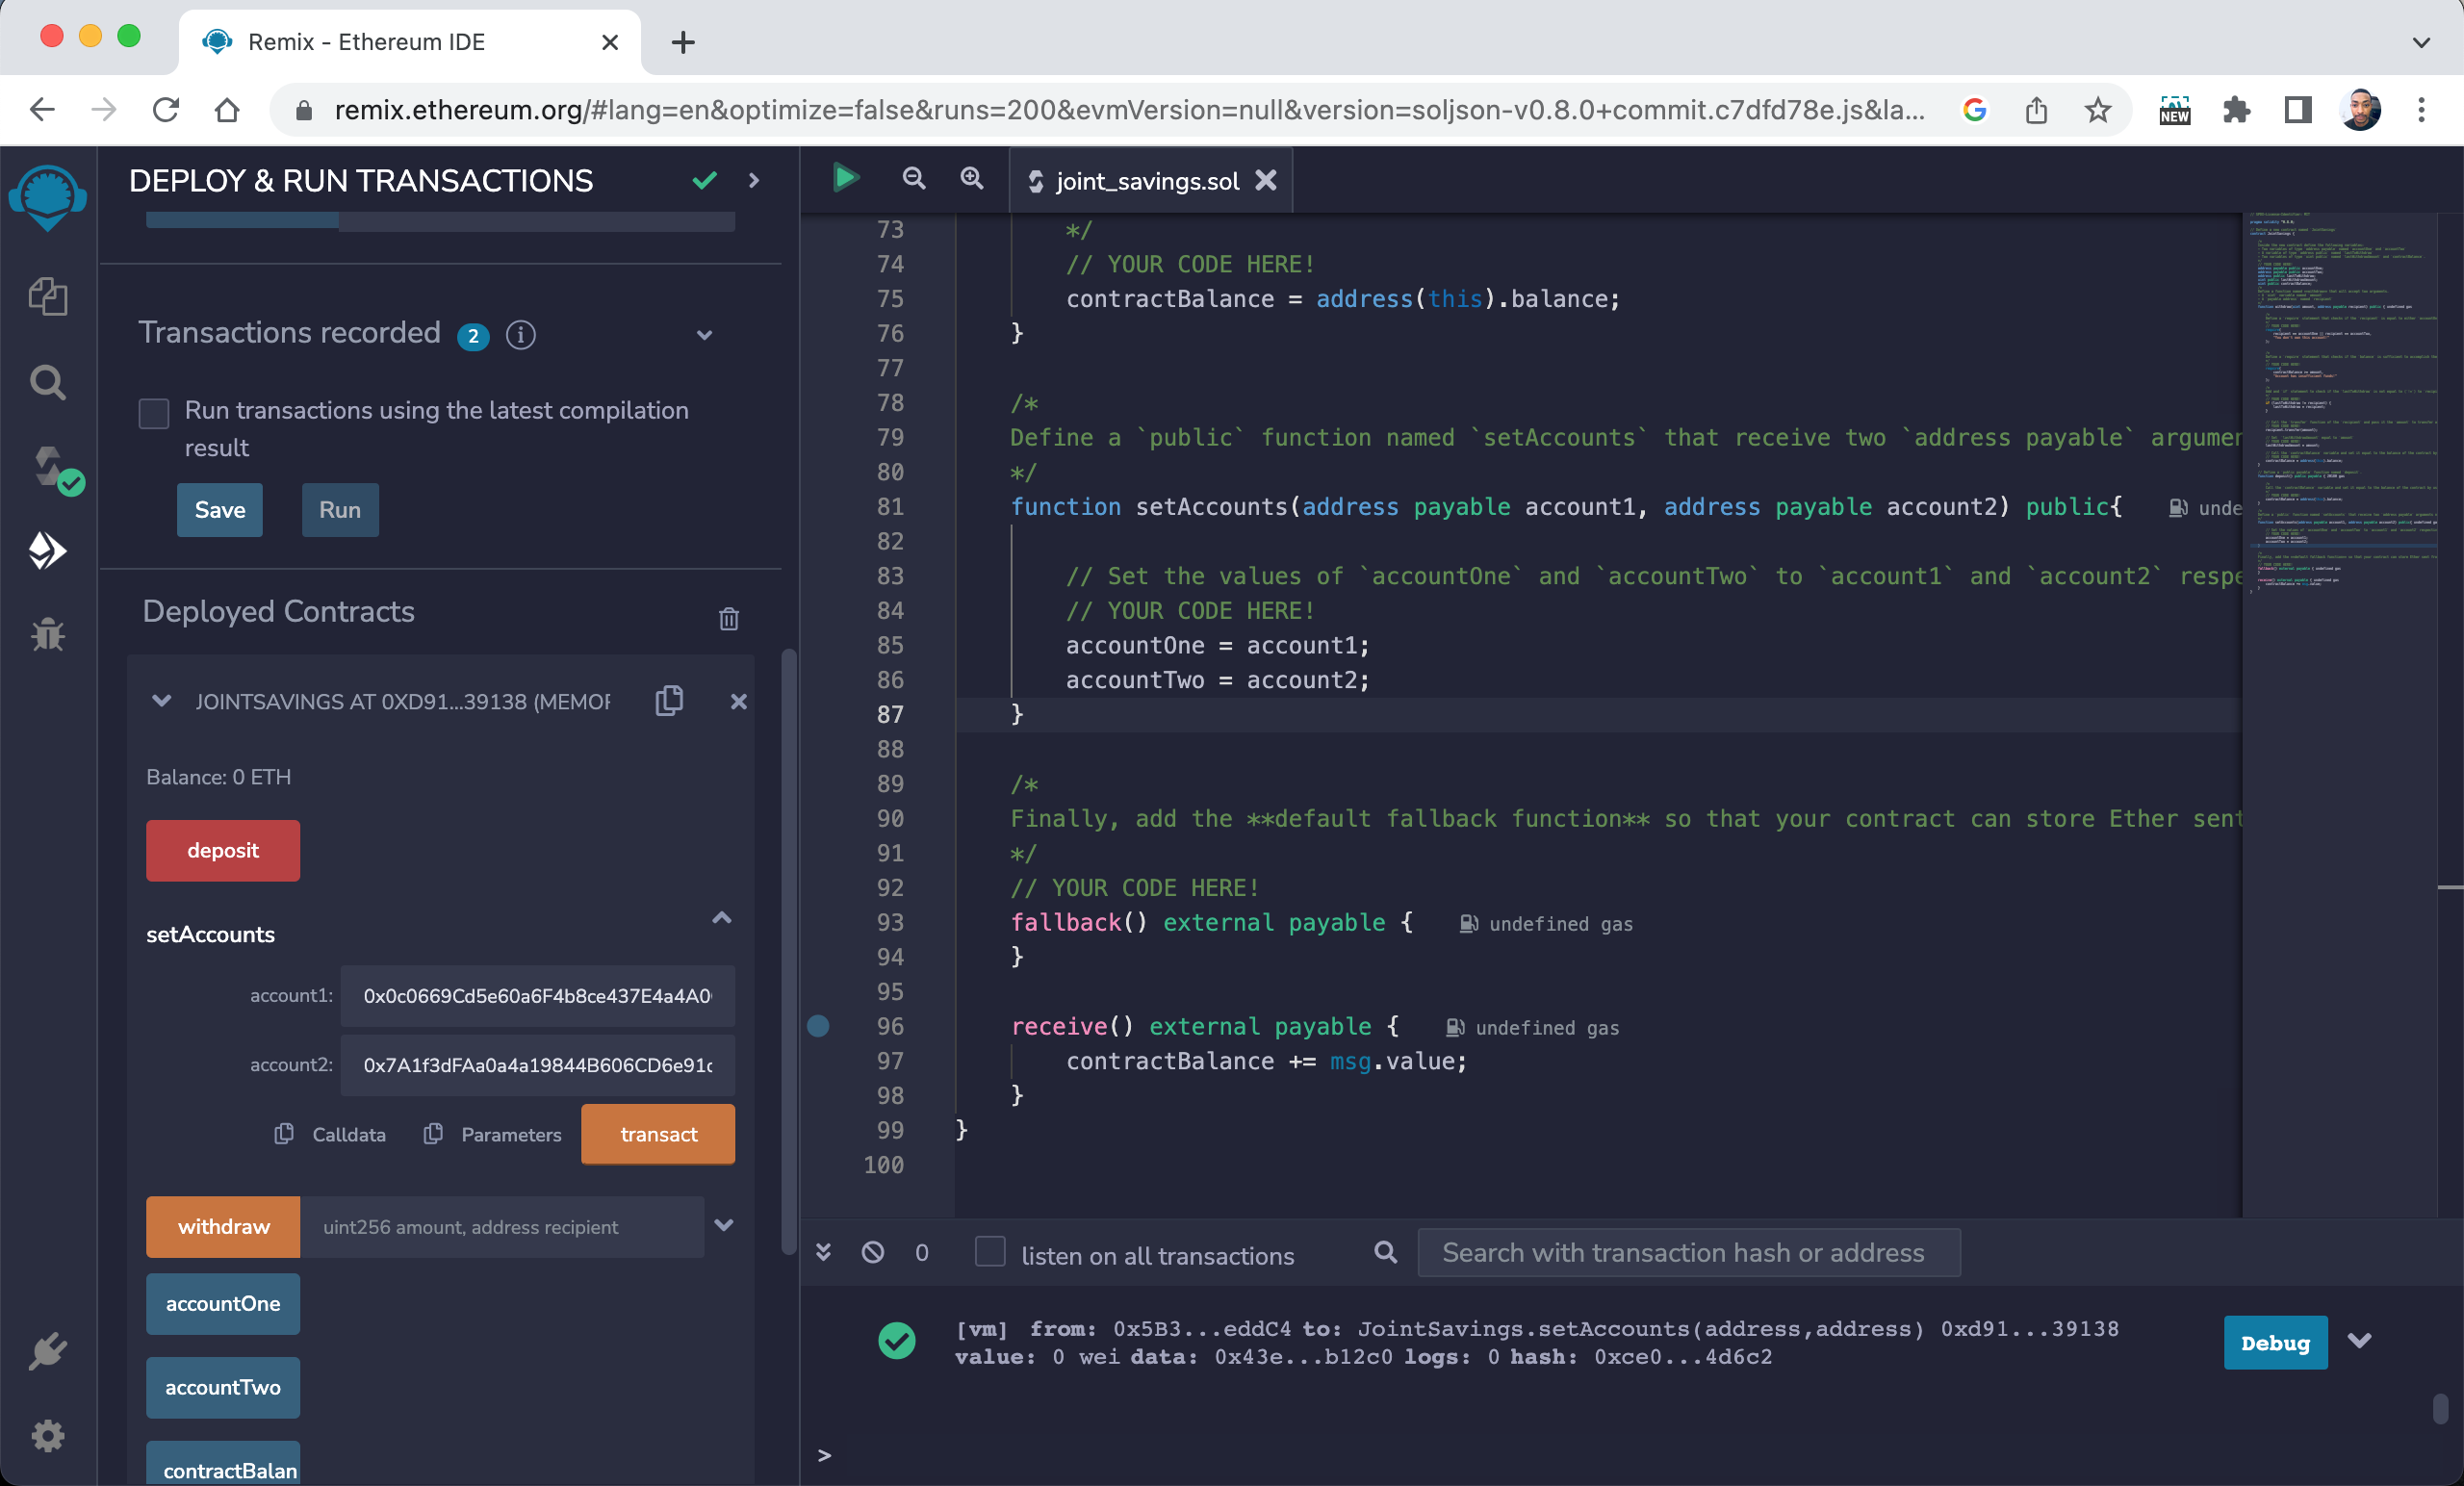 Remix - Ethereum IDE
remix.ethereum.org/#lang=en&optimize=false&runs=200&evmVersion=null&version=soljson-v0.8.0+commit.c7dfd78e.js&la...
NEW
DEPLOY & RUN TRANSACTIONS
Transactions recorded 2 i
Run transactions using the latest compilation
result
Save Run
Deployed Contracts
JOINTSAVINGS AT 0XD91...39138 (MEMOR
Balance: 0 ETH
deposit
setAccounts
account1: 0x0c0669Cd5e60a6F4b8ce437E4a4A0
account2: 0x7A1f3dFAa0a4a19844B606CD6e91
Calldata Parameters transact
withdraw uint256 amount, address recipient
accountOne
accountTwo
contractBalan
joint_savings.sol
73 */
74 // YOUR CODE HERE!
75 contractBalance = address(this).balance;
76 }
77
78 /*
79 Define a `public` function named `setAccounts` that receive two `address payable` argumen
80 */
81 function setAccounts(address payable account1, address payable account2) public{ unde
82
83 // Set the values of `accountOne` and `accountTwo` to `account1` and `account2` respe
84 // YOUR CODE HERE!
85 accountOne = account1;
86 accountTwo = account2;
87 }
88
89 /*
90 Finally, add the **default fallback function** so that your contract can store Ether sent
91 */
92 // YOUR CODE HERE!
93 fallback() external payable { undefined gas
94 }
95
96 receive() external payable { undefined gas
97 contractBalance += msg.value;
98 }
99 }
100
0 listen on all transactions Search with transaction hash or address
[vm] from: 0x5B3...eddC4 to: JointSavings.setAccounts(address,address) 0xd91...39138
value: 0 wei data: 0x43e...b12c0 logs: 0 hash: 0xce0...4d6c2
Debug
>